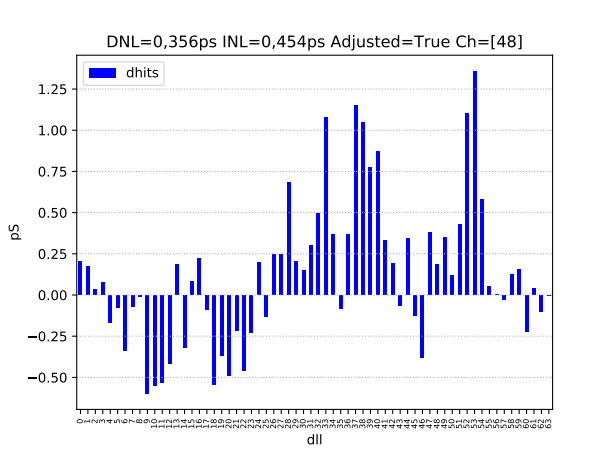 DNL=0,356ps INL=0,454ps Adjusted=True Ch=[48]
dhits
1.25
1.00
0.75
0.50
0.25
0.00
−0.25
−0.50
pS
0 1 2 3 4 5 6 7 8 9 10 11 12 13 14 15 16 17 18 19 20 21 22 23 24 25 26 27 28 29 30 31 32 33 34 35 36 37 38 39 40 41 42 43 44 45 46 47 48 49 50 51 52 53 54 55 56 57 58 59 60 61 62 63
dll